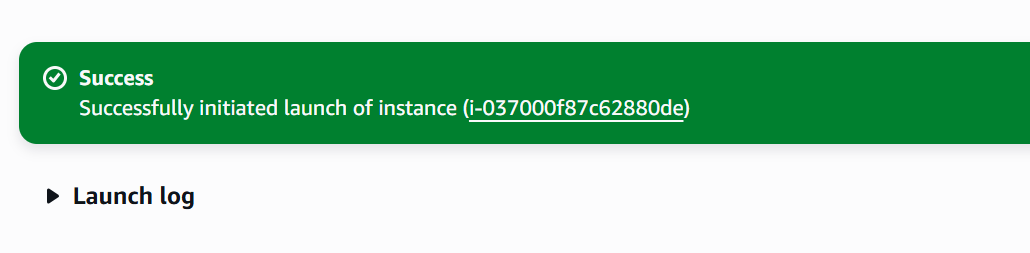 Success
Successfully initiated launch of instance (i-037000f87c62880de)
Launch log